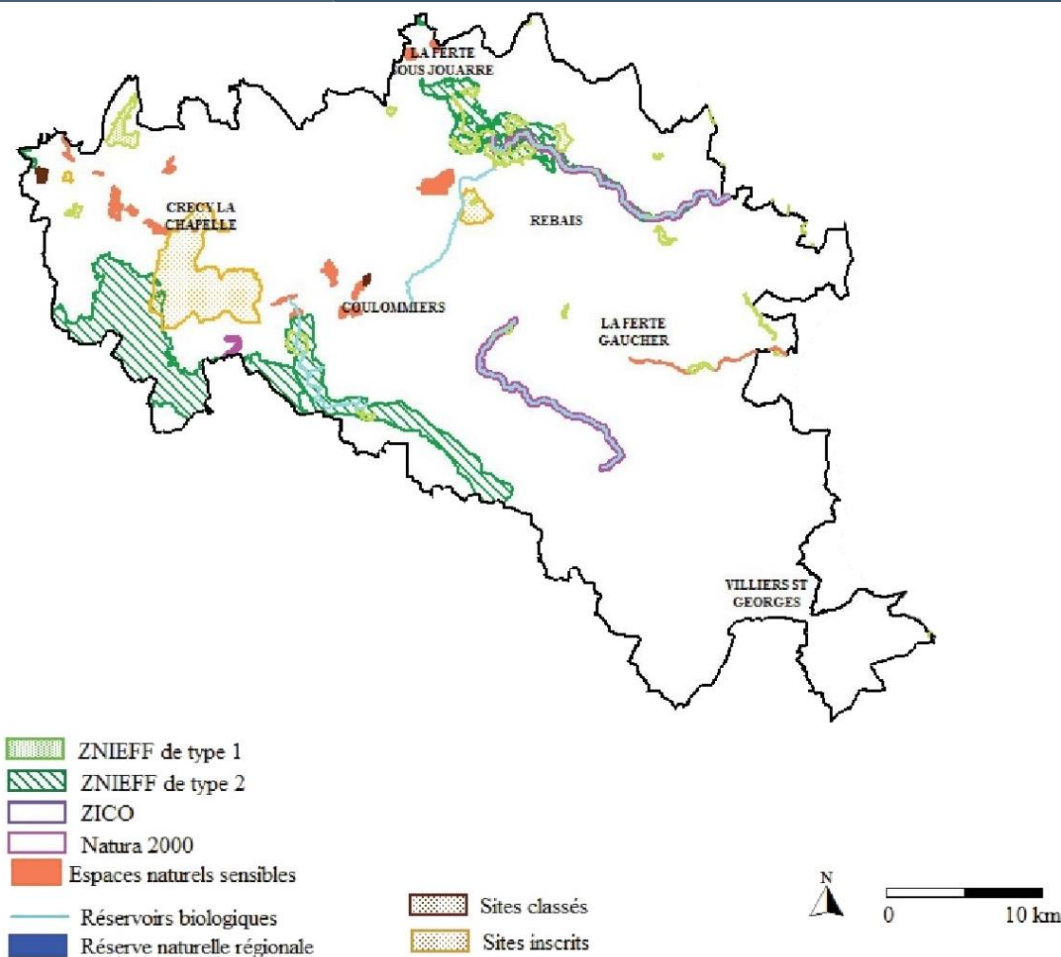 LA FERTE
SOUS JOUARRE
CRECY LA
CHAPELLE
REBAIS
COULOMMIERS
LA FERTE
GAUCHER
VILLIERS ST
GEORGES
ZNIEFF de type 1
ZNIEFF de type 2
ZICO
Natura 2000
Espaces naturels sensibles
Réservoirs biologiques
Réserve naturelle régionale
Sites classés
Sites inscrits
N
0 10 km